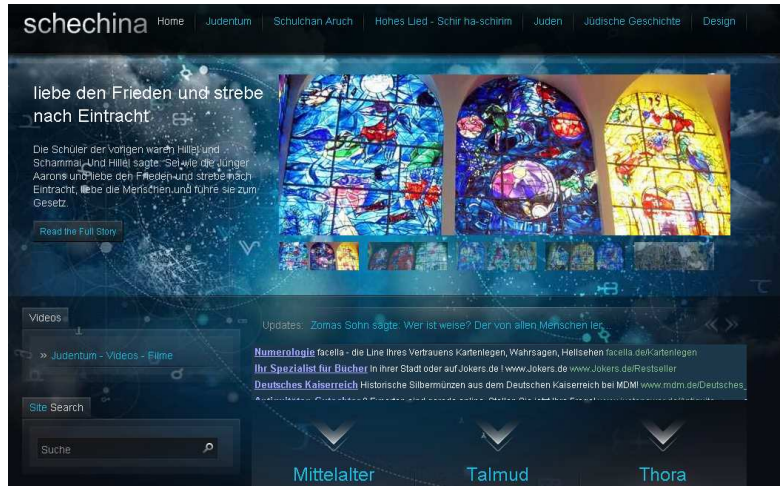 schechina
Home Judentum Schulchan Aruch Hohes Lied - Schir ha-schirim Juden Jüdische Geschichte Design
liebe den Frieden und strebe
nach Eintracht
Die Schüler der vorigen waren Hillel und
Schammai, Und Hillel sagte: Sei wie die Jünger
Aarons und liebe den Frieden und strebe nach
Eintracht, liebe die Menschen und führe sie zum
Gesetz.
Read the Full Story
Videos
» Judentum - Videos - Filme
Site Search
Suche
Updates: Zomas Sohn sagte: Wer ist weise? Der von allen Menschen ler...
Numerologie facella - die Line Ihres Vertrauens Kartenlegen, Wahrsagen, Hellsehen facella.de/Kartenlegen
Ihr Spezialist für Bücher In ihrer Stadt oder auf Jokers.de ! www.Jokers.de www.Jokers.de/Restseller
Deutsches Kaiserreich Historische Silbermünzen aus dem Deutschen Kaiserreich bei MDM! www.mdm.de/Deutsches_
Mittelalter Talmud Thora